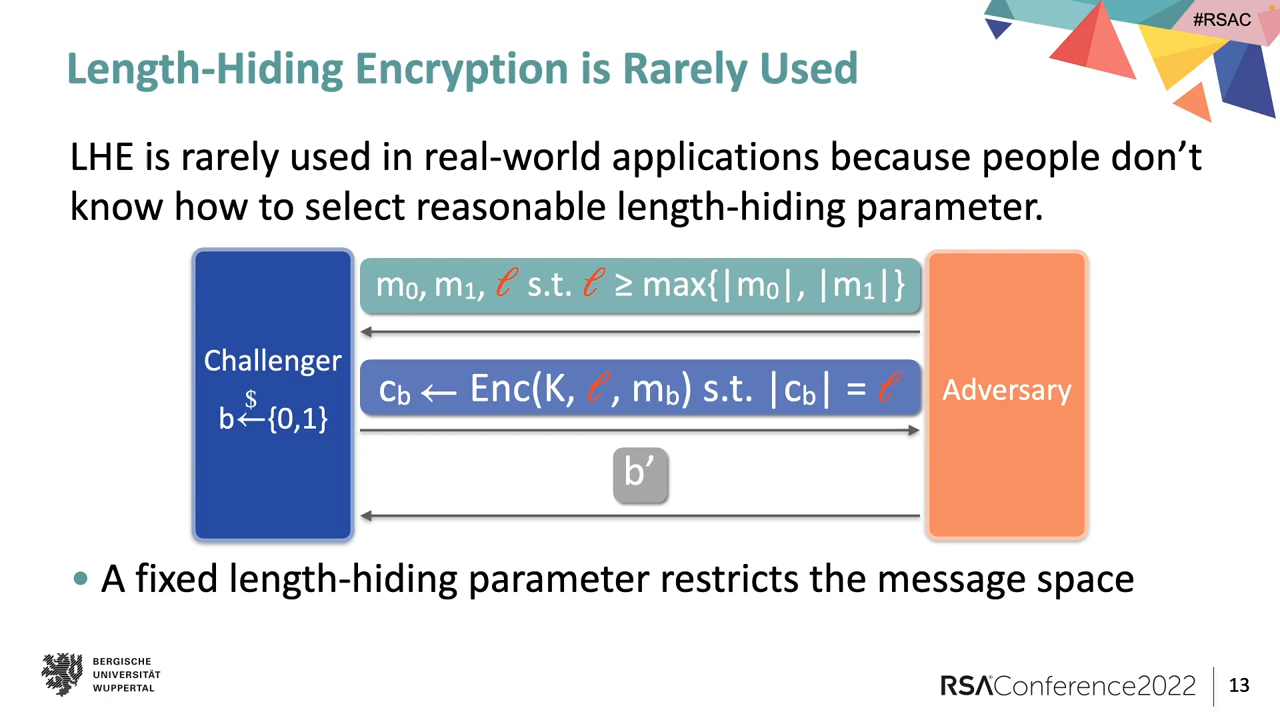 #RSAC
Length-Hiding Encryption is Rarely Used
LHE is rarely used in real-world applications because people don’t
know how to select reasonable length-hiding parameter.
m₀, m₁, ℓ s.t. ℓ ≥ max{|m₀|, |m₁|}
Challenger
b $← {0,1}
c_b ← Enc(K, ℓ, m_b) s.t. |c_b| = ℓ
Adversary
b’
• A fixed length-hiding parameter restricts the message space
BERGISCHE
UNIVERSITÄT
WUPPERTAL
RSAConference2022
13